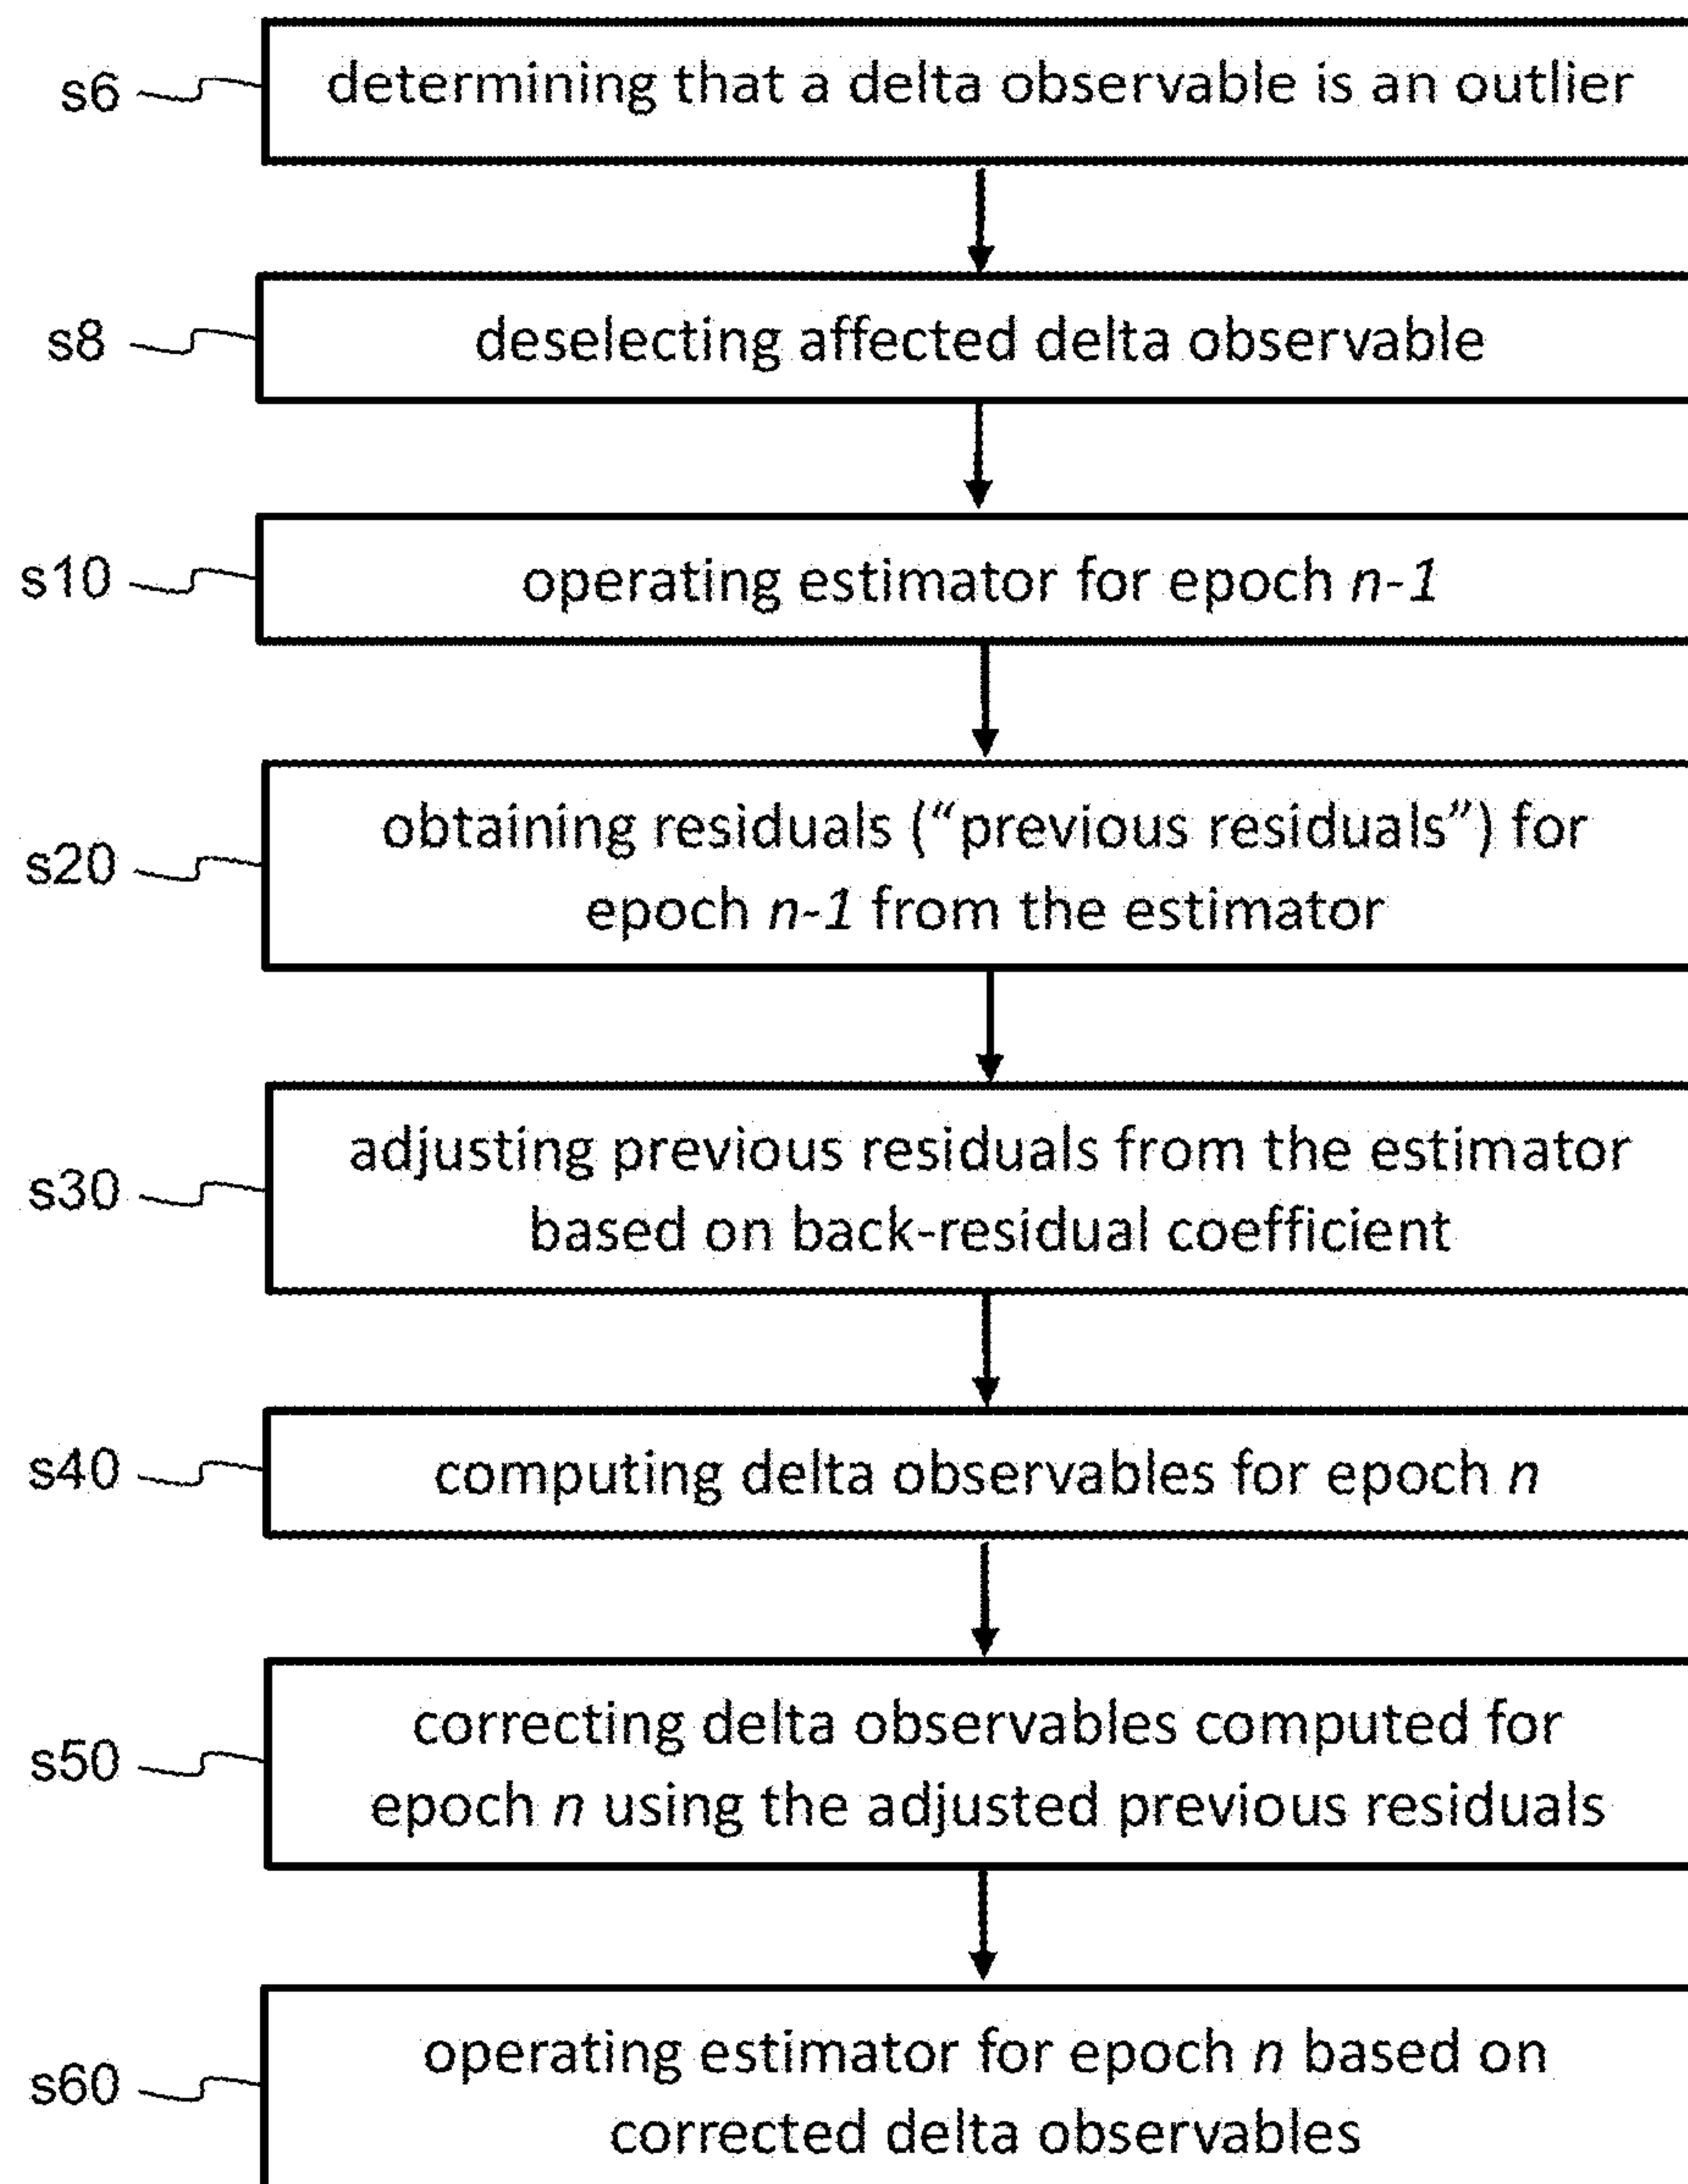 s6 determining that a delta observable is an outlier
s8 deselecting affected delta observable
s10 operating estimator for epoch n-1
s20 obtaining residuals (“previous residuals”) for
epoch n-1 from the estimator
s30 adjusting previous residuals from the estimator
based on back-residual coefficient
s40 computing delta observables for epoch n
s50 correcting delta observables computed for
epoch n using the adjusted previous residuals
s60 operating estimator for epoch n based on
corrected delta observables